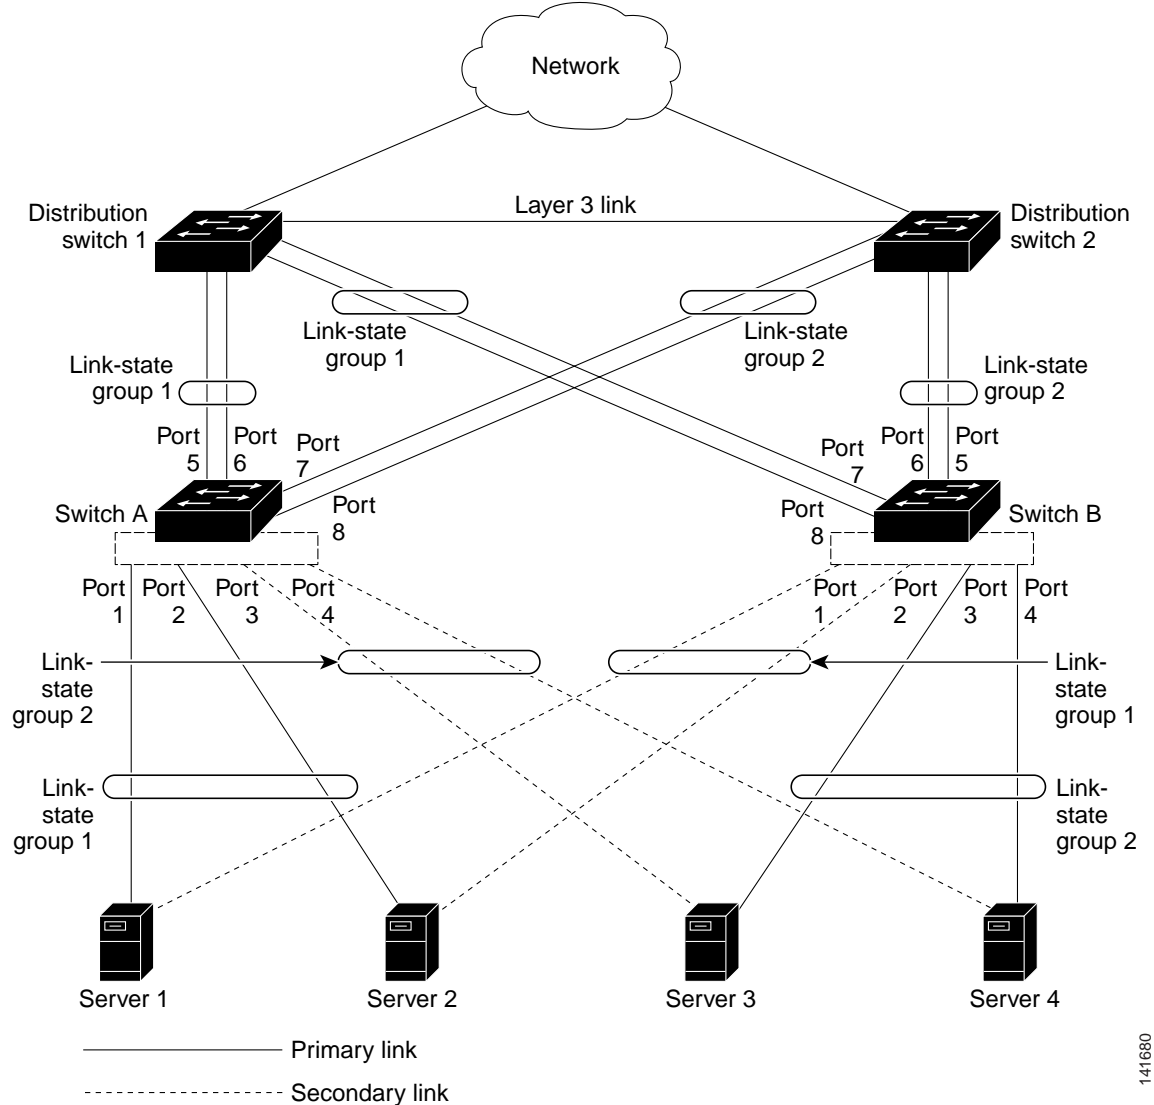 Network
Distribution
switch 1
Layer 3 link
Distribution
switch 2
Link-state
group 1
Link-state
group 2
Link-state
group 1
Link-state
group 2
Port
5
Port
6
Port
7
Port
8
Port
7
Port
6
Port
5
Port
8
Switch A
Switch B
Port
1
Port
2
Port
3
Port
4
Port
1
Port
2
Port
3
Port
4
Link-
state
group 2
Link-
state
group 1
Link-
state
group 1
Link-
state
group 2
Server 1
Server 2
Server 3
Server 4
Primary link
Secondary link
141680